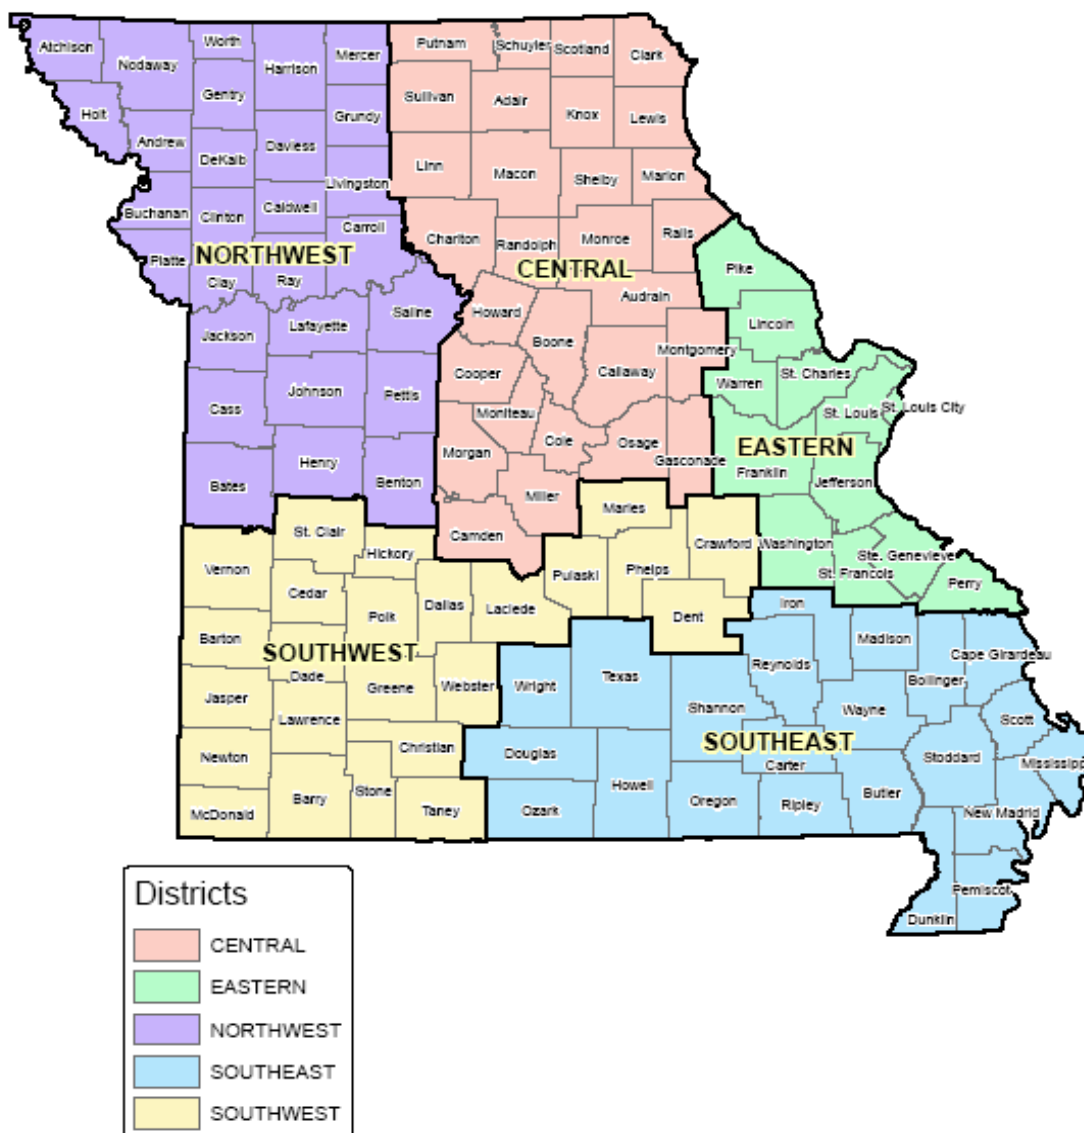 Atchison
Nodaway
Worth
Harrison
Mercer
Putnam
Schuyler
Scotland
Clark
Holt
Gentry
Grundy
Sullivan
Adair
Knox
Lewis
Andrew
DeKalb
Daviess
Livingston
Linn
Macon
Shelby
Marion
Buchanan
Clinton
Caldwell
Carroll
Chariton
Randolph
Monroe
Ralls
Platte
NORTHWEST
Clay
Ray
CENTRAL
Pike
Jackson
Lafayette
Saline
Howard
Boone
Audrain
Lincoln
Montgomery
Cass
Johnson
Pettis
Cooper
Moniteau
Callaway
Warren
St. Charles
St. Louis
St. Louis City
Bates
Henry
Benton
Morgan
Cole
Osage
Gasconade
EASTERN
Franklin
Jefferson
Miller
Camden
Maries
St. Clair
Hickory
Vernon
Cedar
Polk
Dallas
Laclede
Pulaski
Phelps
Crawford
Washington
Ste. Genevieve
St. Francois
Perry
Dent
Iron
Barton
SOUTHWEST
Dade
Madison
Cape Girardeau
Bollinger
Jasper
Greene
Webster
Wright
Texas
Reynolds
Shannon
Wayne
Scott
Lawrence
Christian
Newton
Douglas
SOUTHEAST
Carter
Stoddard
Mississipp
McDonald
Barry
Stone
Taney
Ozark
Howell
Oregon
Ripley
Butler
New Madrid
Pemiscot
Dunklin
Districts
CENTRAL
EASTERN
NORTHWEST
SOUTHEAST
SOUTHWEST